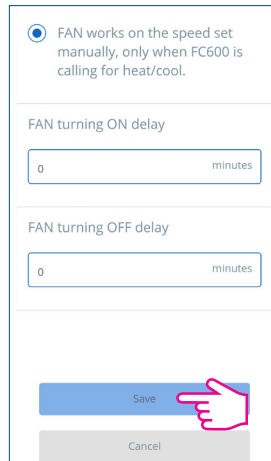 FAN works on the speed set
manually, only when FC600 is
calling for heat/cool.
FAN turning ON delay
0 minutes
FAN turning OFF delay
0 minutes
Save
Cancel